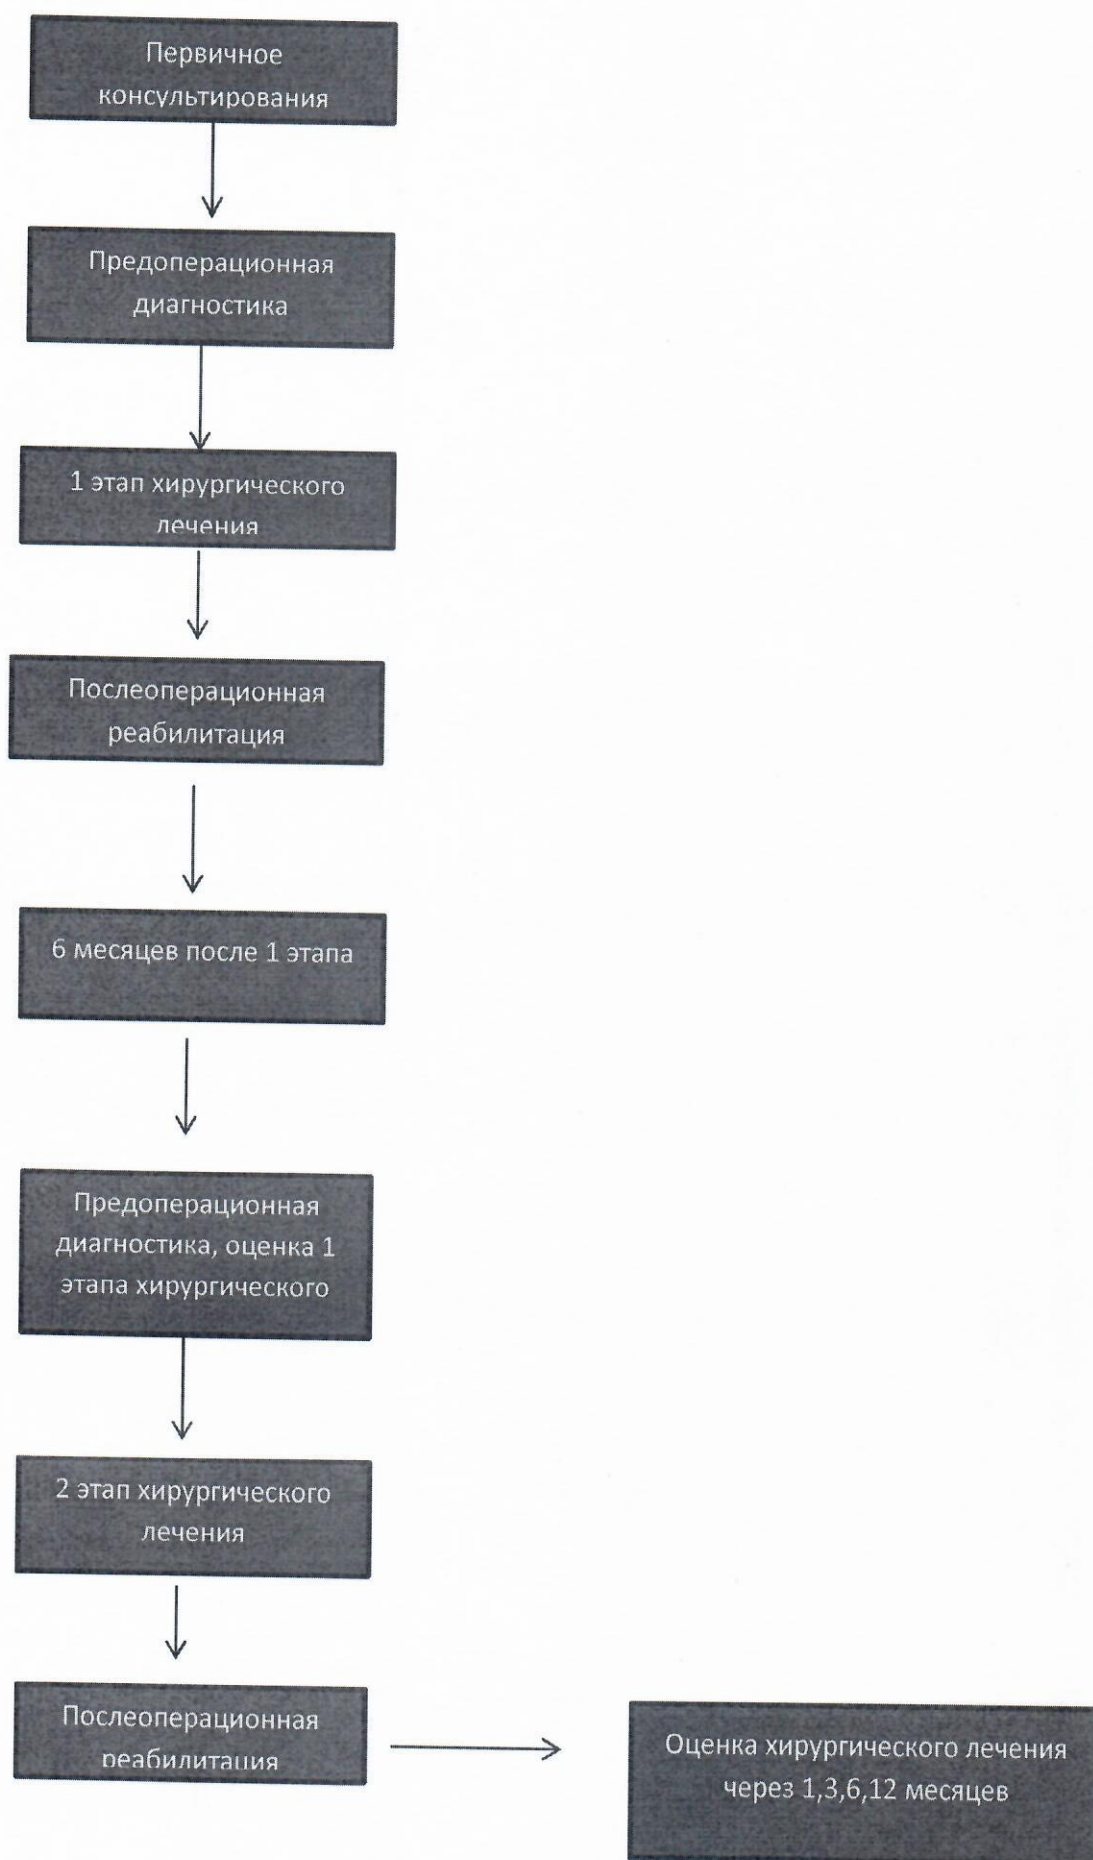 Первичное
консультирования
Предоперационная
диагностика
1 этап хирургического
лечения
Послеоперационная
реабилитация
6 месяцев после 1 этапа
Предоперационная
диагностика, оценка 1
этапа хирургического
2 этап хирургического
лечения
Послеоперационная
реабилитация
Оценка хирургического лечения
через 1,3,6,12 месяцев